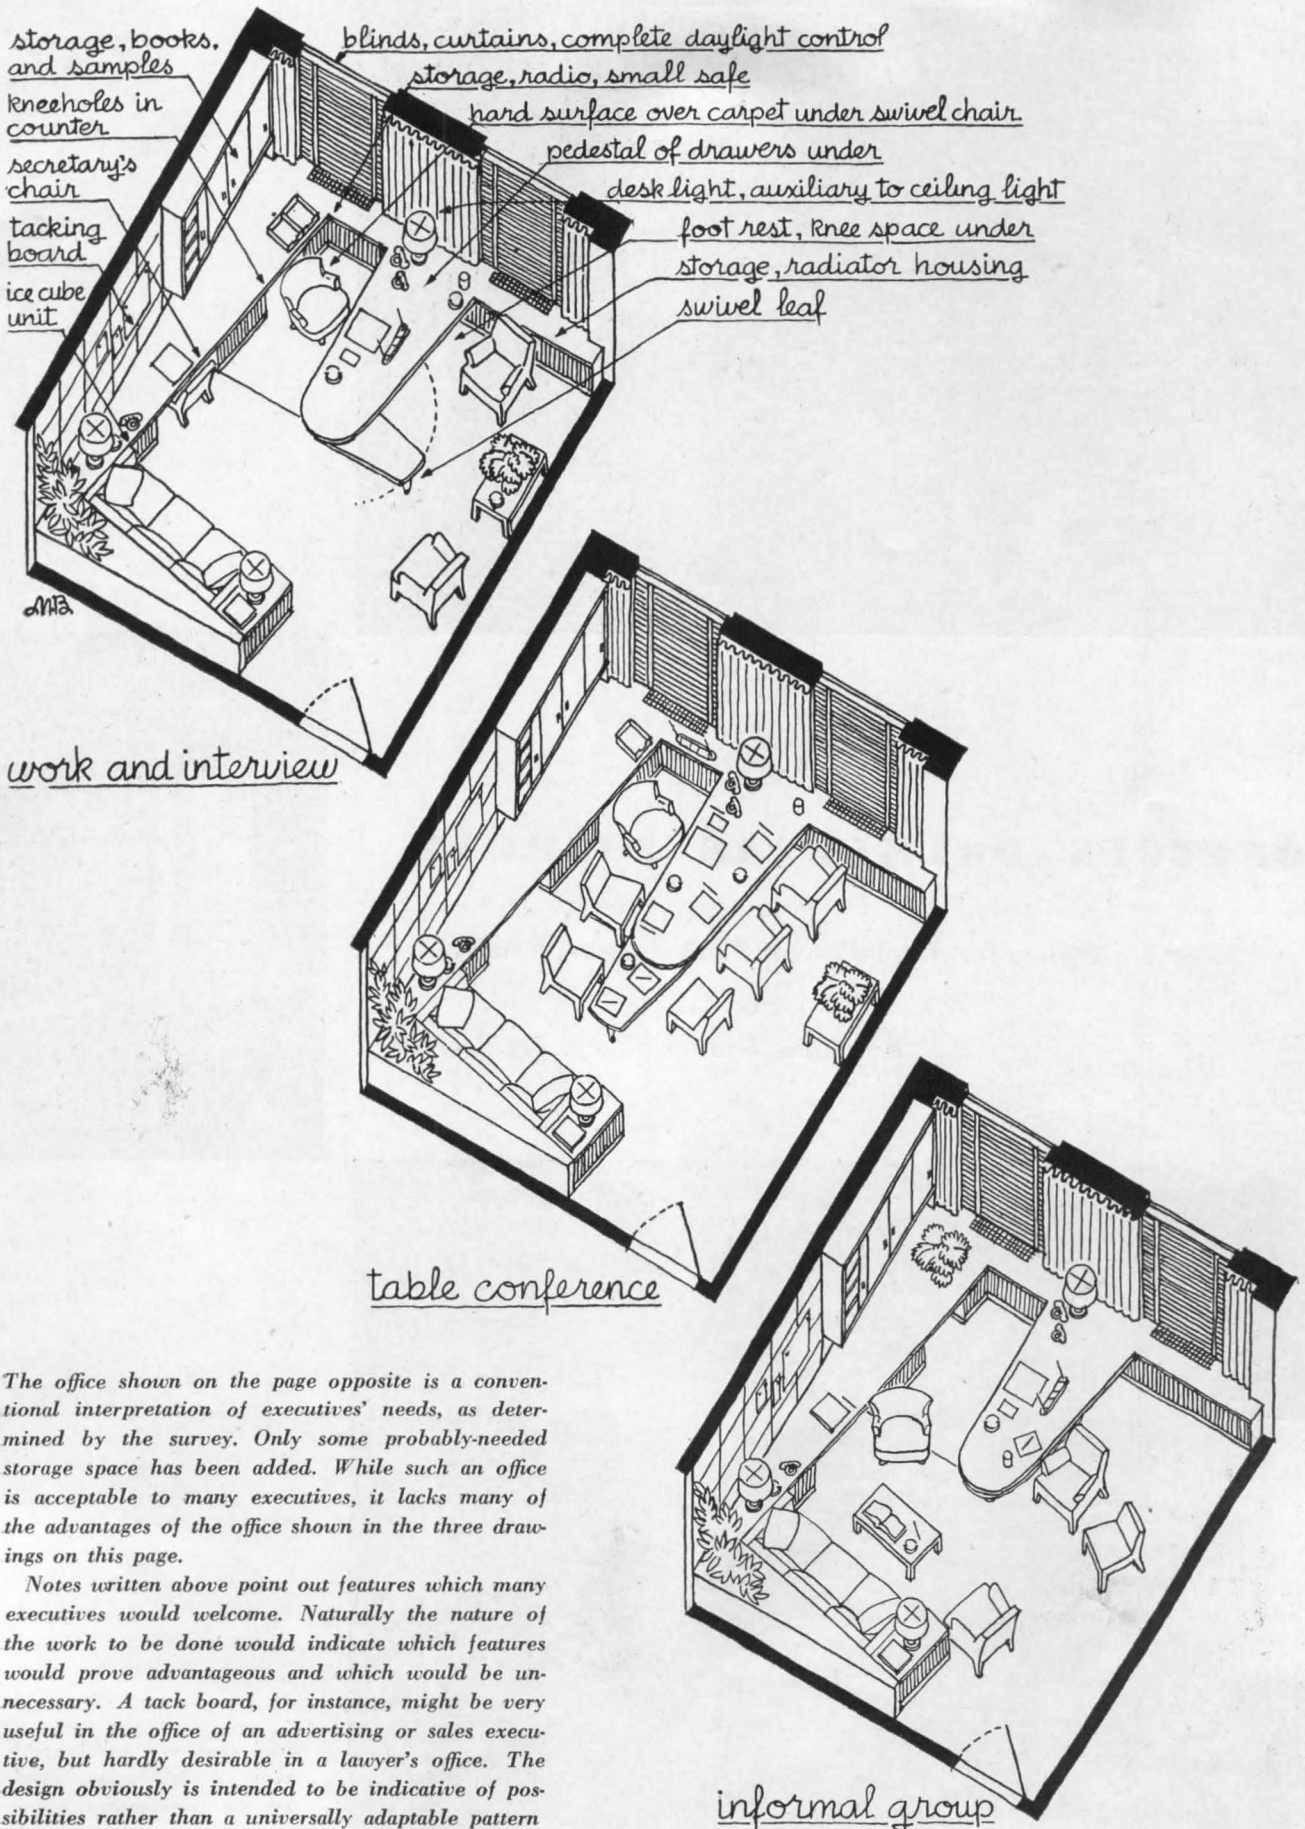 storage, books,
and samples
kneeholes in
counter
secretary's
chair
tacking
board
ice cube
unit
blinds, curtains, complete daylight control
storage, radio, small safe
hard surface over carpet under swivel chair
pedestal of drawers under
desk light, auxiliary to ceiling light
foot rest, knee space under
storage, radiator housing
swivel leaf
MB
work and interview
table conference
informal group
The office shown on the page opposite is a conven-
tional interpretation of executives' needs, as deter-
mined by the survey. Only some probably-needed
storage space has been added. While such an office
is acceptable to many executives, it lacks many of
the advantages of the office shown in the three draw-
ings on this page.
Notes written above point out features which many
executives would welcome. Naturally the nature of
the work to be done would indicate which features
would prove advantageous and which would be un-
necessary. A tack board, for instance, might be very
useful in the office of an advertising or sales execu-
tive, but hardly desirable in a lawyer's office. The
design obviously is intended to be indicative of pos-
sibilities rather than a universally adaptable pattern